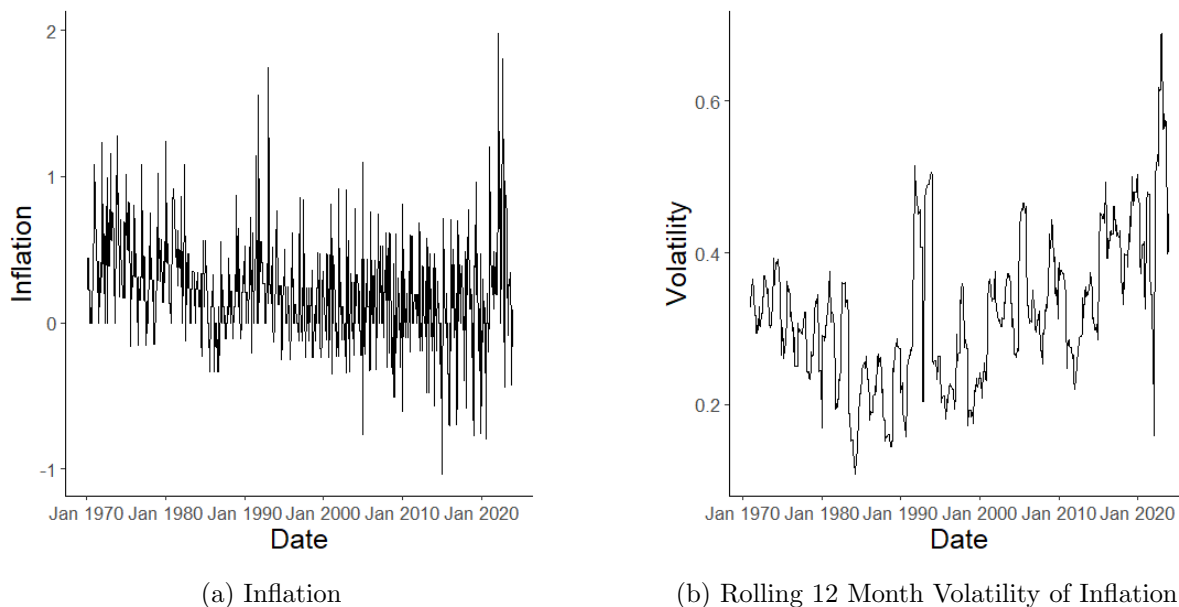 2
1
0
-1
Inflation
Jan 1970 Jan 1980 Jan 1990 Jan 2000 Jan 2010 Jan 2020
Date
(a) Inflation
0.6
0.4
0.2
Volatility
Jan 1970 Jan 1980 Jan 1990 Jan 2000 Jan 2010 Jan 2020
Date
(b) Rolling 12 Month Volatility of Inflation